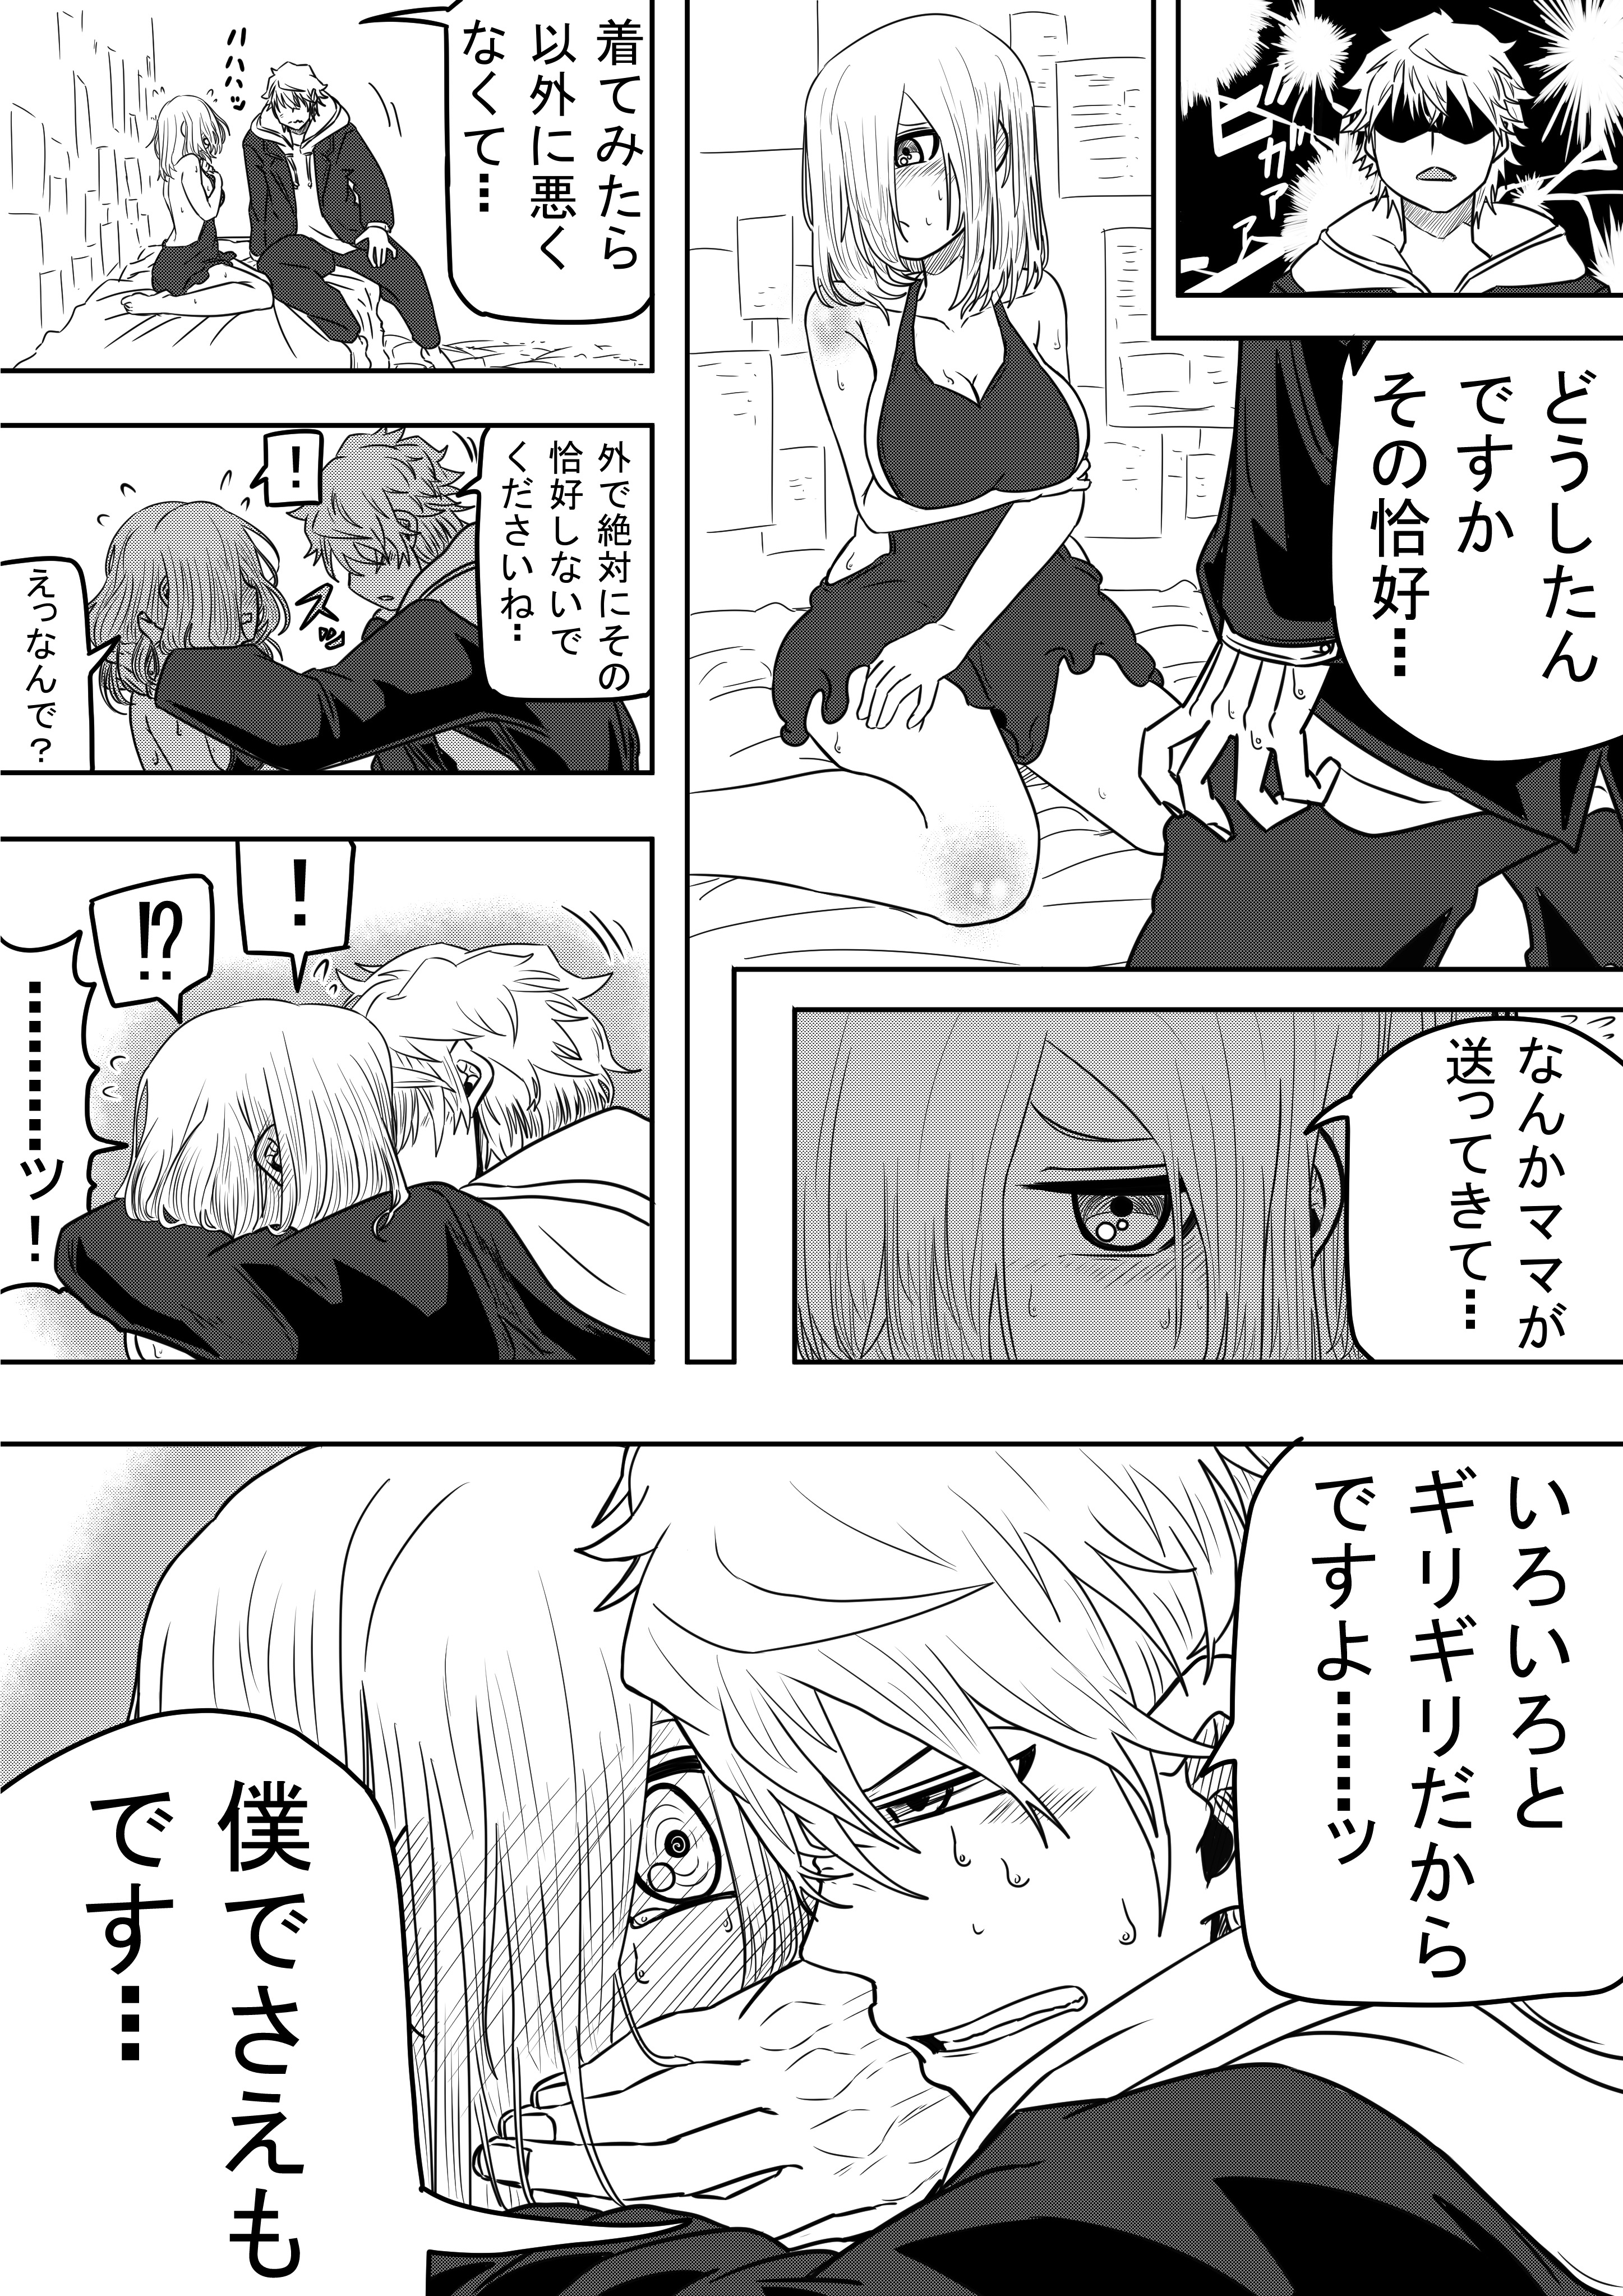 ビガァァーー
どうしたん
ですか
その恰好…
なんかママが
送ってきて…
着てみたら
以外に悪く
なくて…
ハハハッ
外で絶対にその
恰好しないで
くださいね…
！
スッ
えっなんで？
！
!?
………ッ！
いろいろと
ギリギリだから
ですよ……ッ
僕でさえも
です…